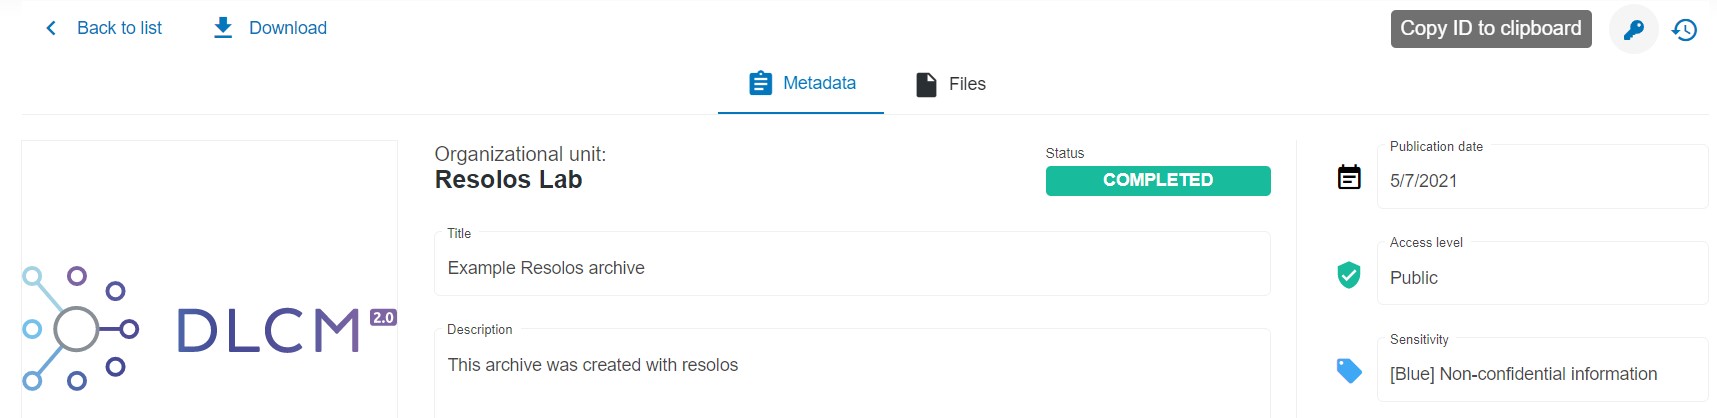 Back to list
Download
Copy ID to clipboard
Metadata
Files
Organizational unit:
Resolos Lab
Status
COMPLETED
Title
Example Resolos archive
Description
This archive was created with resolos
Publication date
5/7/2021
Access level
Public
Sensitivity
[Blue] Non-confidential information
DLCM 2.0